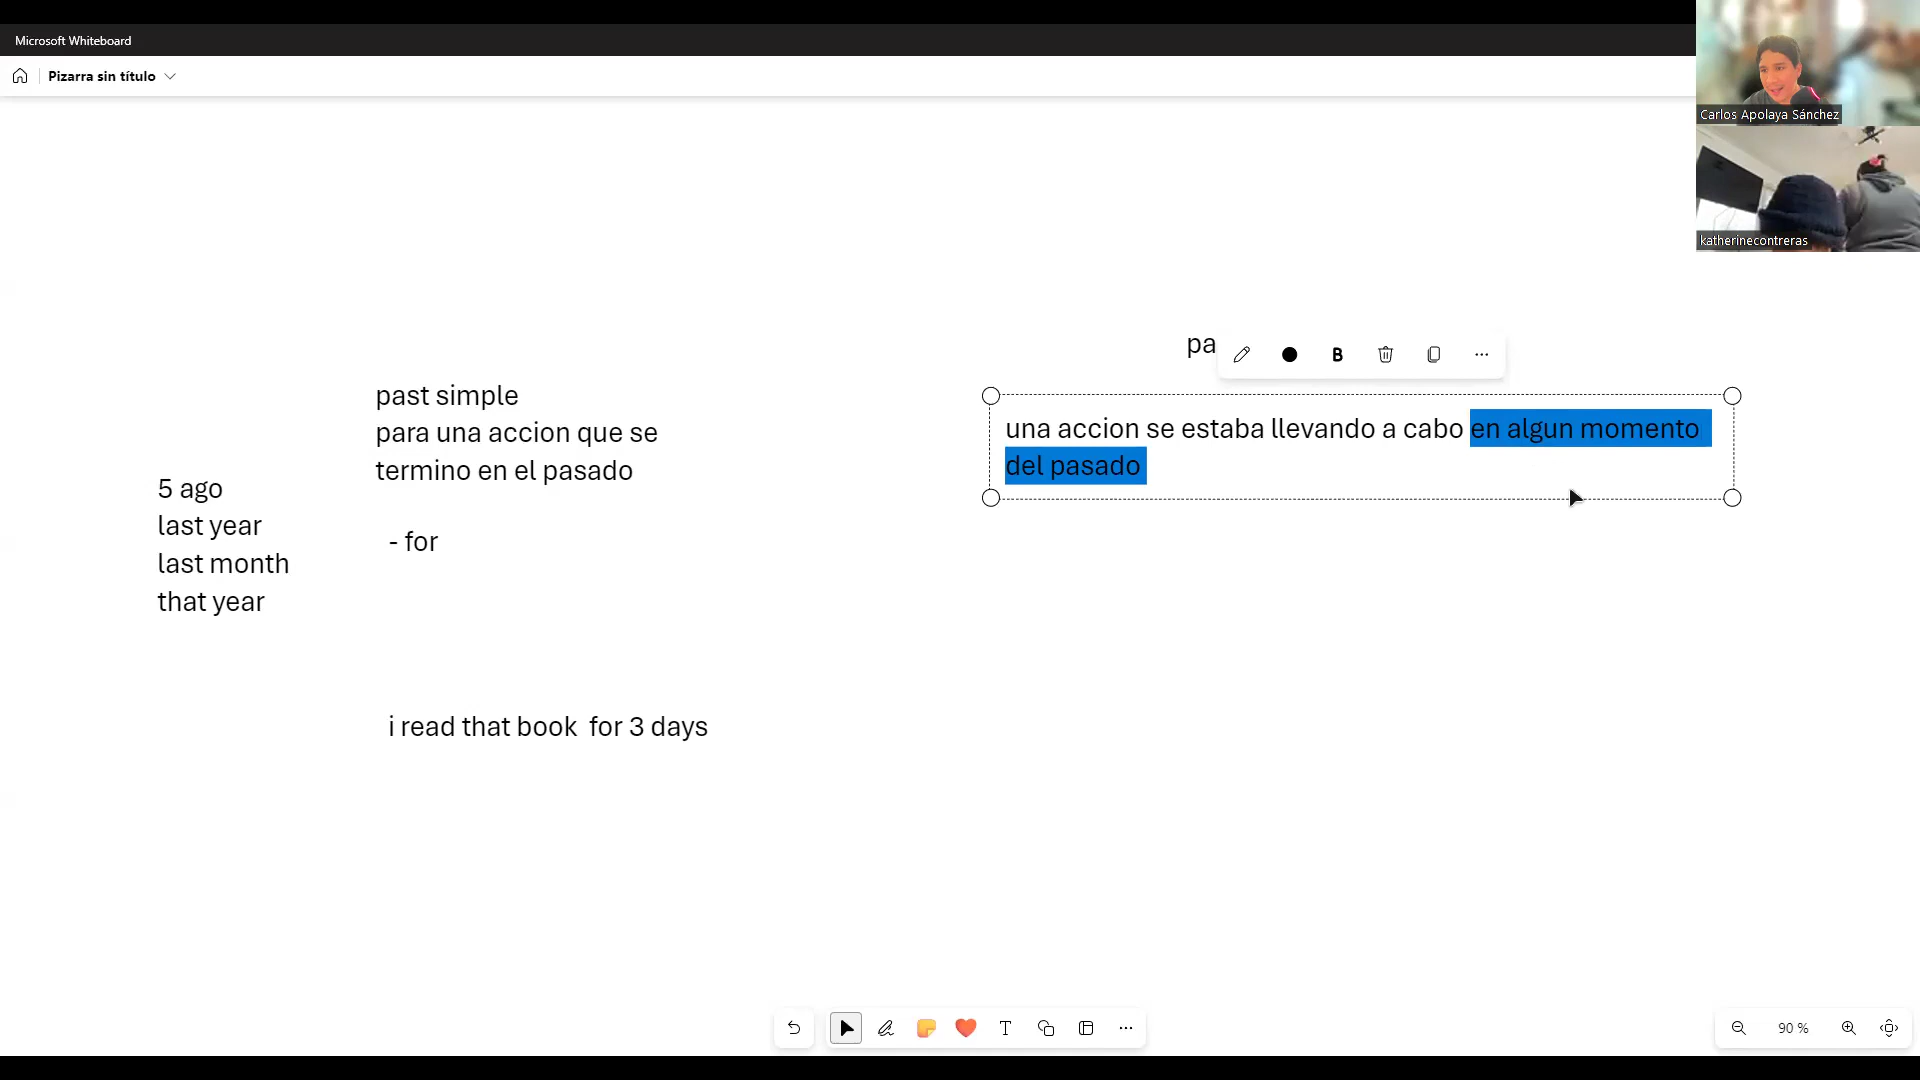 Microsoft Whiteboard
Pizarra sin título
Carlos Apolaya Sánchez
katherinecontreras
pa
B
past simple
para una accion que se
termino en el pasado
una accion se estaba llevando a cabo en algun momento
del pasado
5 ago
last year
last month
that year
- for
i read that book for 3 days
T
90 %